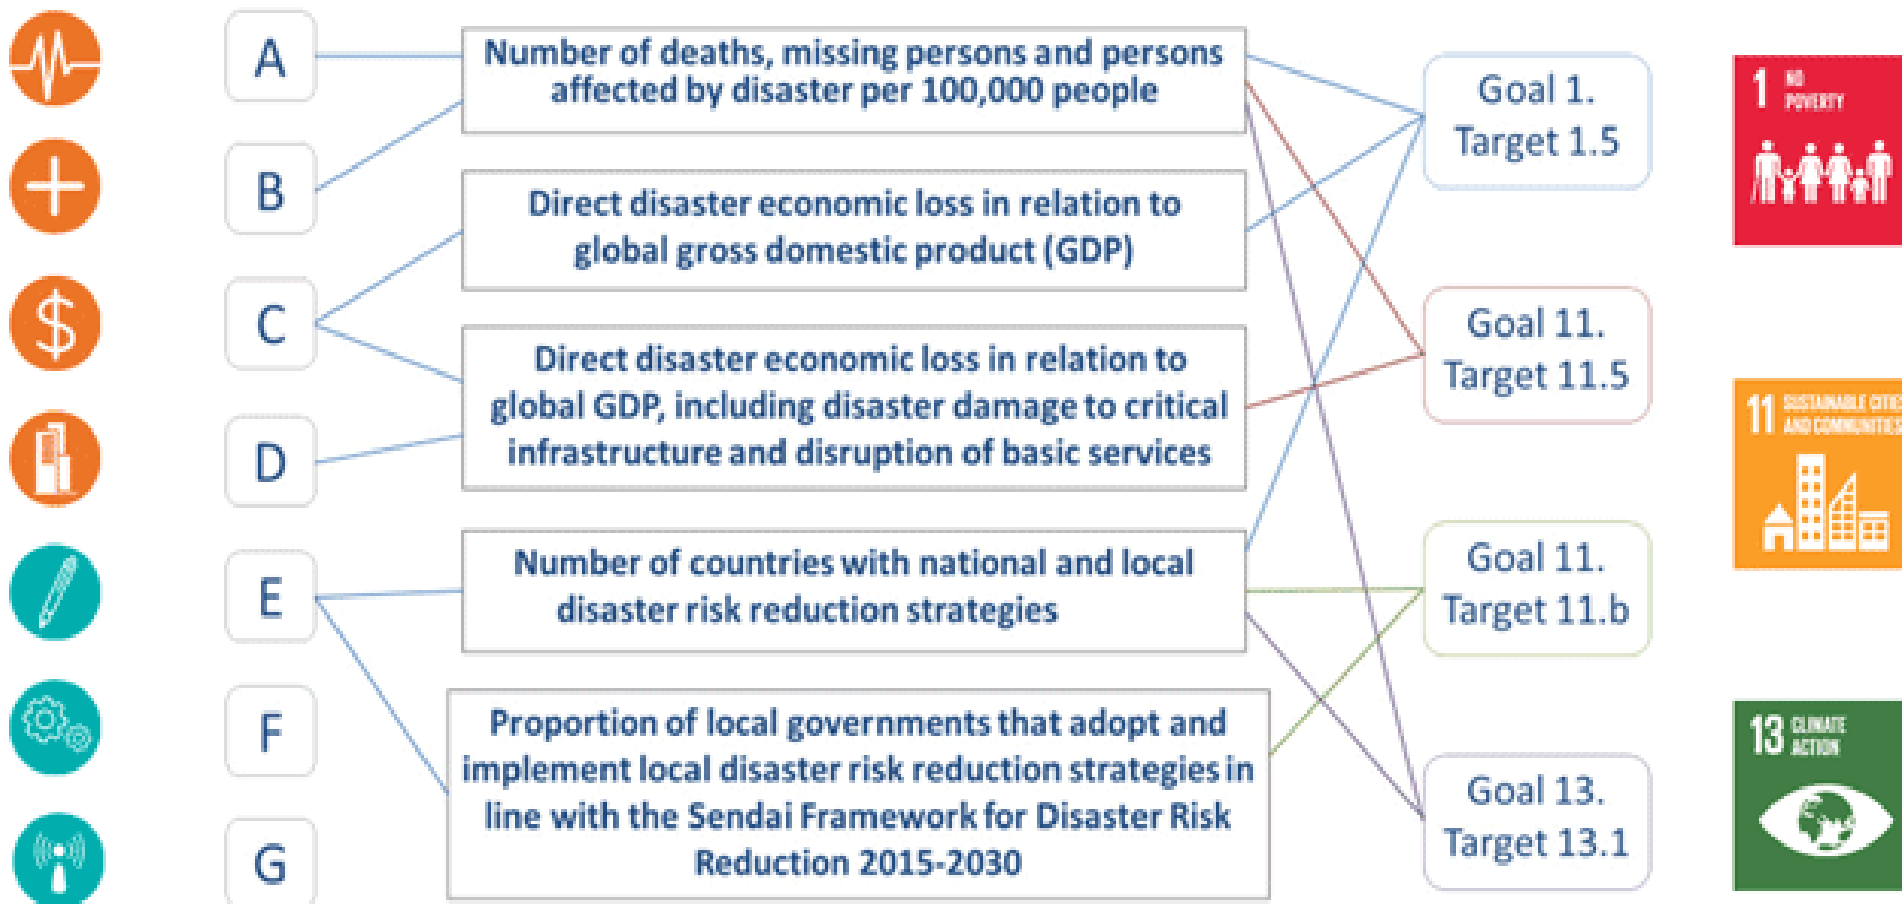 A
B
C
D
E
F
G
Number of deaths, missing persons and persons
affected by disaster per 100,000 people
Direct disaster economic loss in relation to
global gross domestic product (GDP)
Direct disaster economic loss in relation to
global GDP, including disaster damage to critical
infrastructure and disruption of basic services
Number of countries with national and local
disaster risk reduction strategies
Proportion of local governments that adopt and
implement local disaster risk reduction strategies in
line with the Sendai Framework for Disaster Risk
Reduction 2015-2030
Goal 1.
Target 1.5
Goal 11.
Target 11.5
Goal 11.
Target 11.b
Goal 13.
Target 13.1
1 NO
POVERTY
11 SUSTAINABLE CITIES
AND COMMUNITIES
13 CLIMATE
ACTION